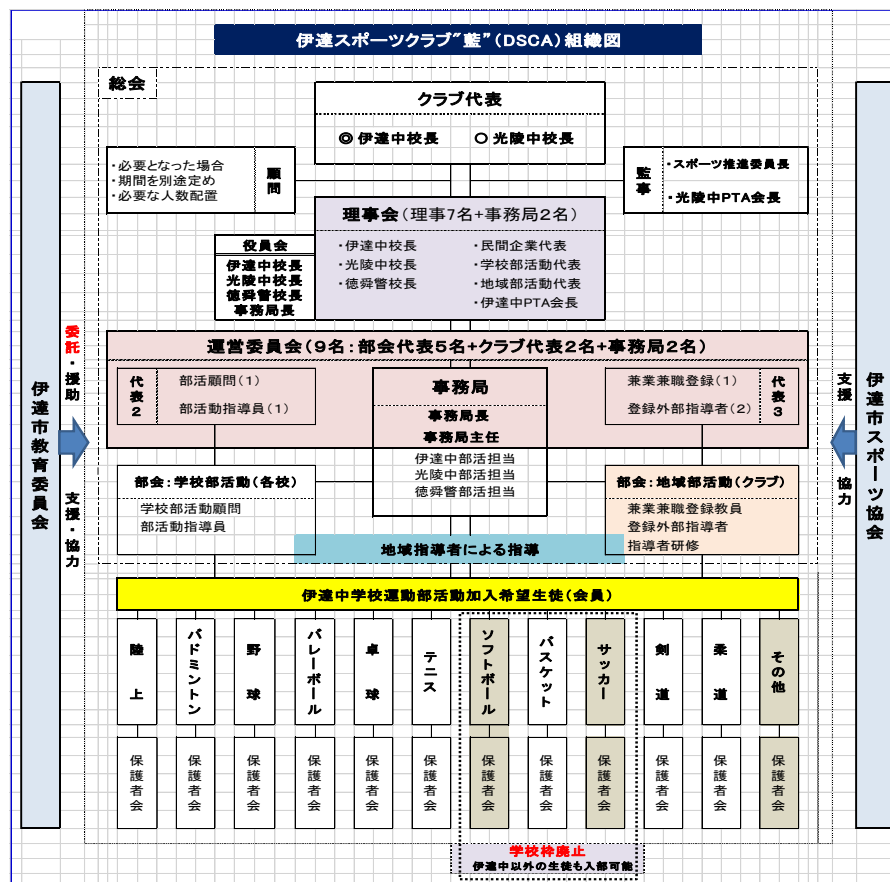 伊達スポーツクラブ"藍"(DSCA)組織図
総会
クラブ代表
◎伊達中校長 ○光陵中校長
・必要となった場合
・期間を別途定め
・必要な人数配置
顧問
監事
・スポーツ推進委員長
・光陵中PTA会長
理事会(理事7名+事務局2名)
・伊達中校長
・光陵中校長
・徳舜瞥校長
・民間企業代表
・学校部活動代表
・地域部活動代表
・伊達中PTA会長
役員会
伊達中校長
光陵中校長
徳舜瞥校長
事務局長
運営委員会(9名:部会代表5名+クラブ代表2名+事務局2名)
代表2
部活顧問(1)
部活動指導員(1)
事務局
事務局長
事務局主任
伊達中部活担当
光陵中部活担当
徳舜瞥部活担当
兼業兼職登録(1)
登録外部指導者(2)
代表3
部会:学校部活動(各校)
学校部活動顧問
部活動指導員
部会:地域部活動(クラブ)
兼業兼職登録教員
登録外部指導者
指導者研修
地域指導者による指導
伊達市教育委員会
委託・援助
支援・協力
伊達市スポーツ協会
支援
協力
伊達中学校運動部活動加入希望生徒(会員)
陸上
バドミントン
野球
バレーボール
卓球
テニス
ソフトボール
バスケット
サッカー
剣道
柔道
その他
保護者会
保護者会
保護者会
保護者会
保護者会
保護者会
保護者会
保護者会
保護者会
保護者会
保護者会
保護者会
学校枠廃止
伊達中以外の生徒も入部可能